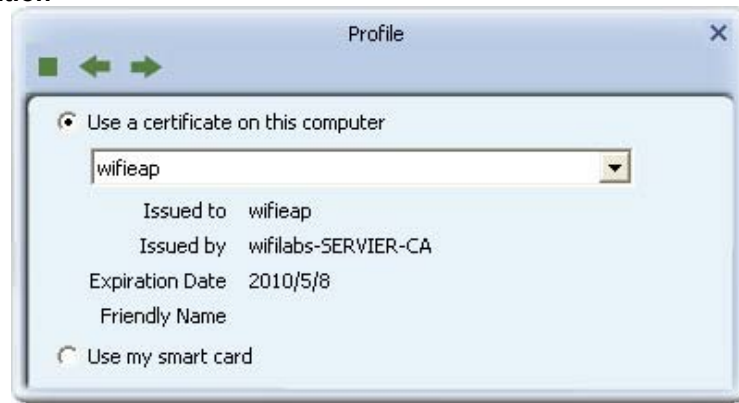 Profile
Use a certificate on this computer
wifieap
Issued to wifieap
Issued by wifilabs-SERVIER-CA
Expiration Date 2010/5/8
Friendly Name
Use my smart card